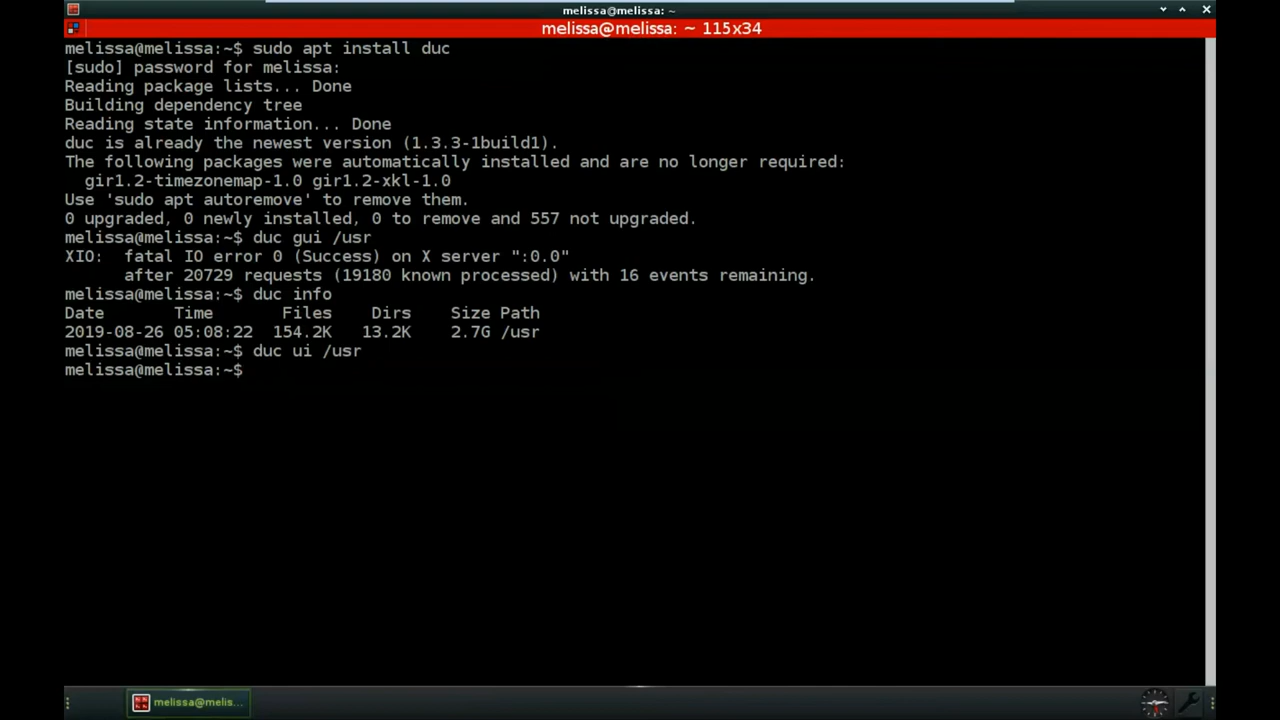 melissa@melissa: ~
melissa@melissa: ~ 115x34
melissa@melissa:~$ sudo apt install duc
[sudo] password for melissa:
Reading package lists... Done
Building dependency tree
Reading state information... Done
duc is already the newest version (1.3.3-1build1).
The following packages were automatically installed and are no longer required:
  gir1.2-timezonemap-1.0 gir1.2-xkl-1.0
Use 'sudo apt autoremove' to remove them.
0 upgraded, 0 newly installed, 0 to remove and 557 not upgraded.
melissa@melissa:~$ duc gui /usr
XIO:  fatal IO error 0 (Success) on X server ":0.0"
      after 20729 requests (19180 known processed) with 16 events remaining.
melissa@melissa:~$ duc info
Date       Time       Files    Dirs    Size Path
2019-08-26 05:08:22  154.2K   13.2K    2.7G /usr
melissa@melissa:~$ duc ui /usr
melissa@melissa:~$
melissa@melis...